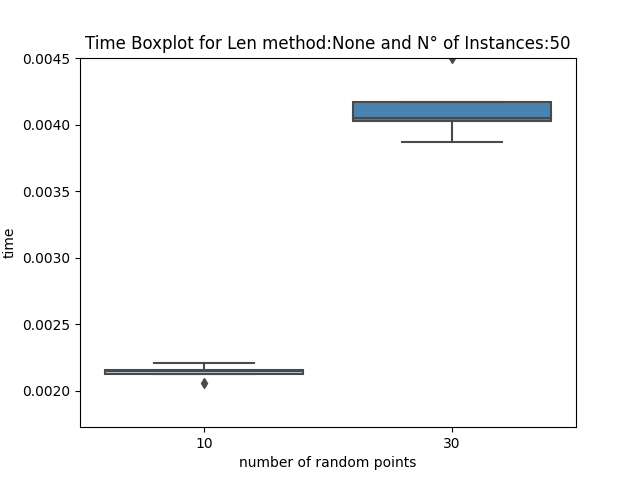 Time Boxplot for Len method:None and N° of Instances:50
0.0045
0.0040
0.0035
0.0030
0.0025
0.0020
time
10 30
number of random points